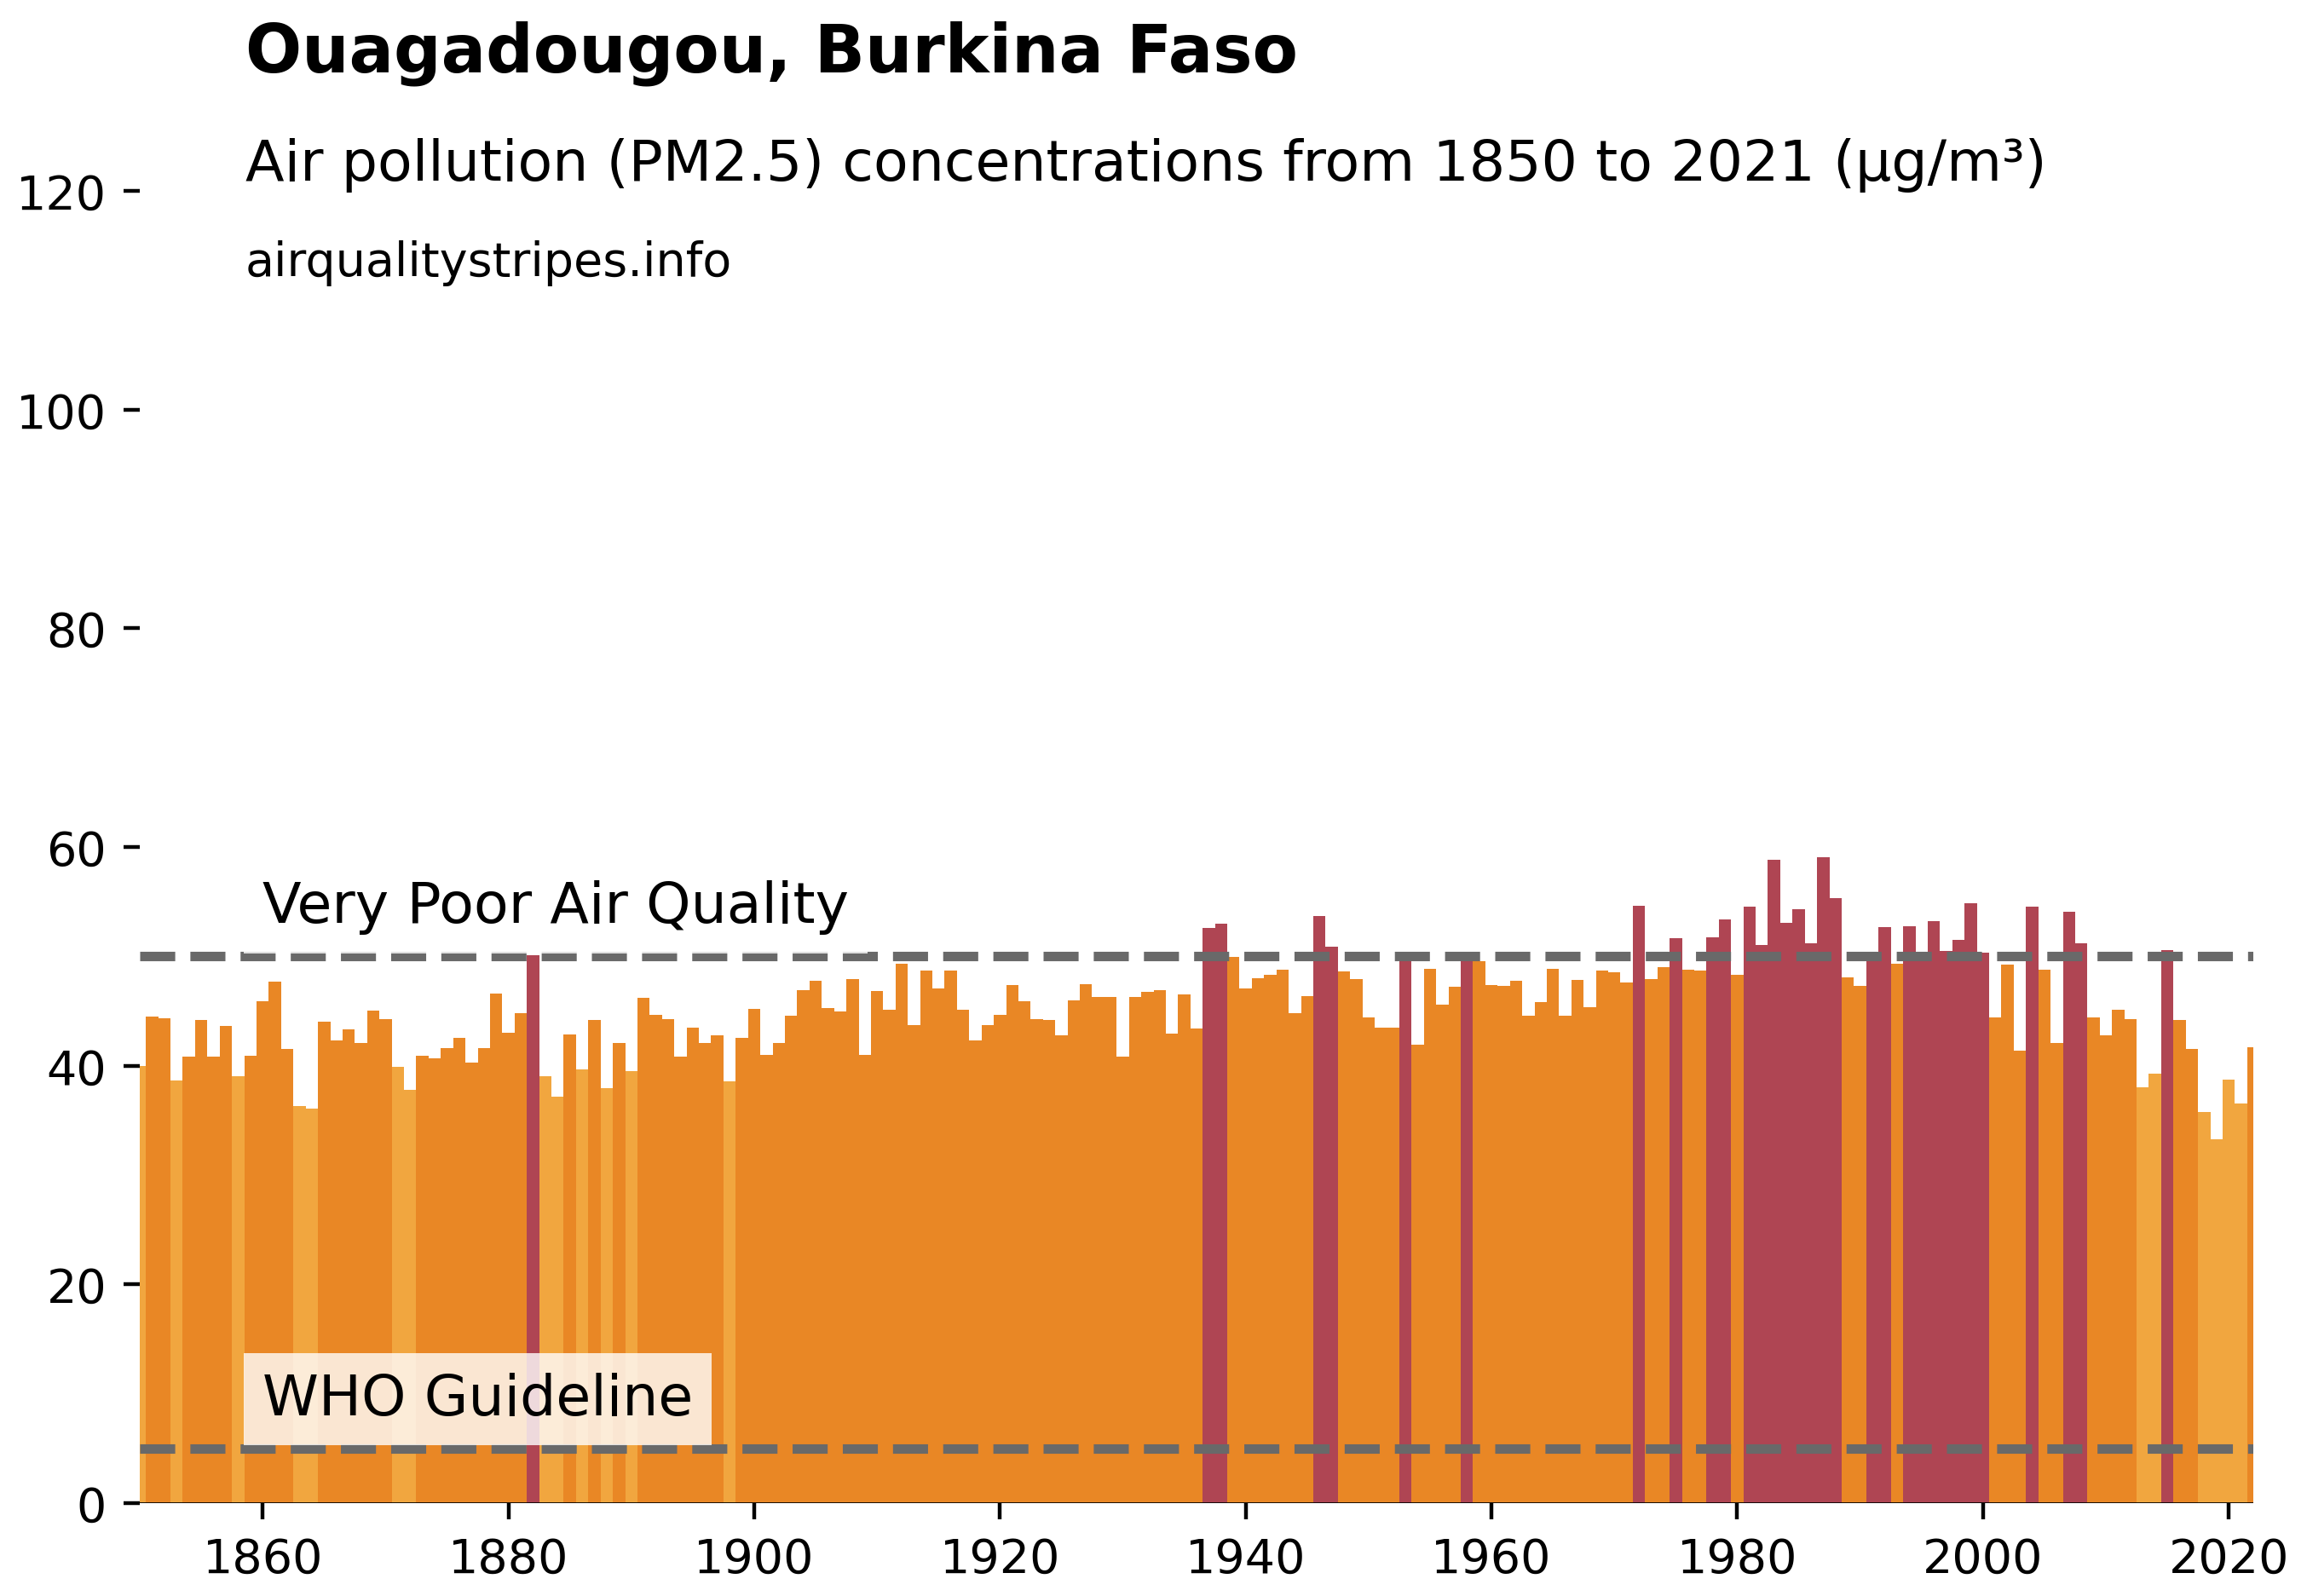 Ouagadougou, Burkina Faso
Air pollution (PM2.5) concentrations from 1850 to 2021 (µg/m³)
airqualitystripes.info
120
100
80
60
Very Poor Air Quality
40
20
WHO Guideline
0
1860 1880 1900 1920 1940 1960 1980 2000 2020